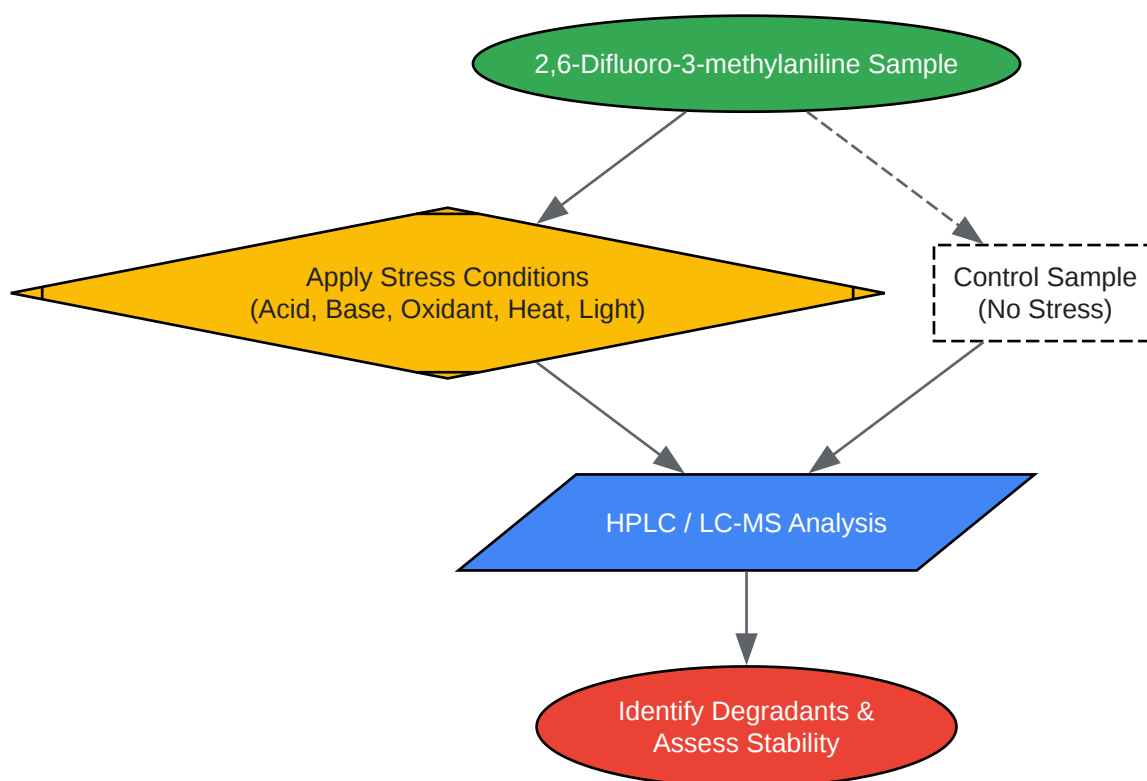 2,6-Difluoro-3-methylaniline Sample
Apply Stress Conditions
(Acid, Base, Oxidant, Heat, Light)
Control Sample
(No Stress)
HPLC / LC-MS Analysis
Identify Degradants &
Assess Stability